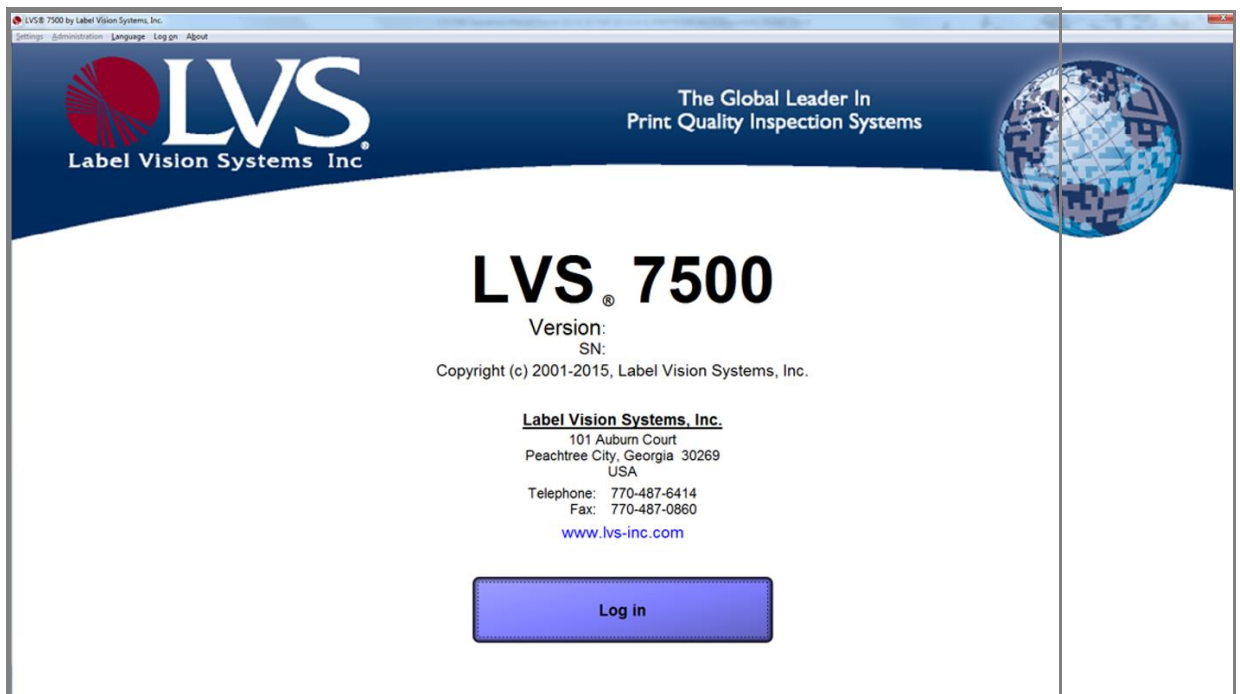 LVS® 7500 by Label Vision Systems, Inc.
Settings Administration Language Log on About
LVS®
Label Vision Systems Inc
The Global Leader In
Print Quality Inspection Systems
LVS® 7500
Version:
SN:
Copyright (c) 2001-2015, Label Vision Systems, Inc.
Label Vision Systems, Inc.
101 Auburn Court
Peachtree City, Georgia 30269
USA
Telephone: 770-487-6414
Fax: 770-487-0860
www.lvs-inc.com
Log in